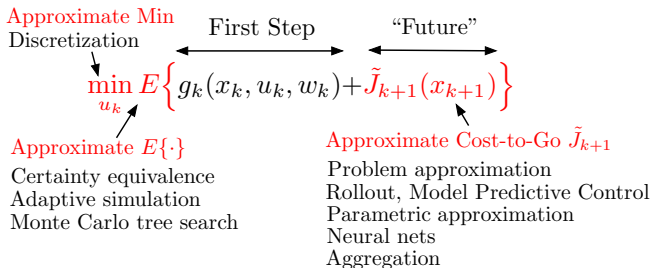 Approximate Min
Discretization
First Step
“Future”
min_{u_k} E{g_k(x_k, u_k, w_k)+J̃_{k+1}(x_{k+1})}
Approximate E{·}
Certainty equivalence
Adaptive simulation
Monte Carlo tree search
Approximate Cost-to-Go J̃_{k+1}
Problem approximation
Rollout, Model Predictive Control
Parametric approximation
Neural nets
Aggregation